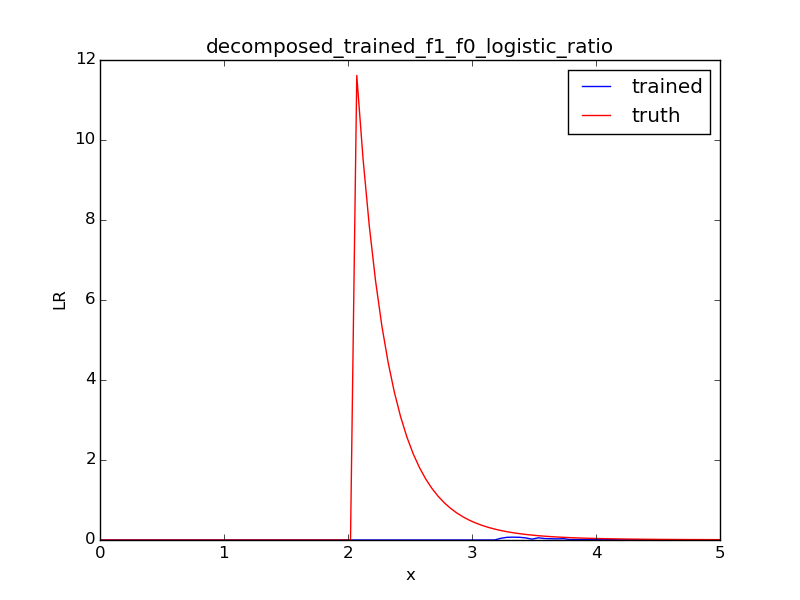 decomposed_trained_f1_f0_logistic_ratio
trained
truth
12
10
8
6
4
2
0
LR
0 1 2 3 4 5
x